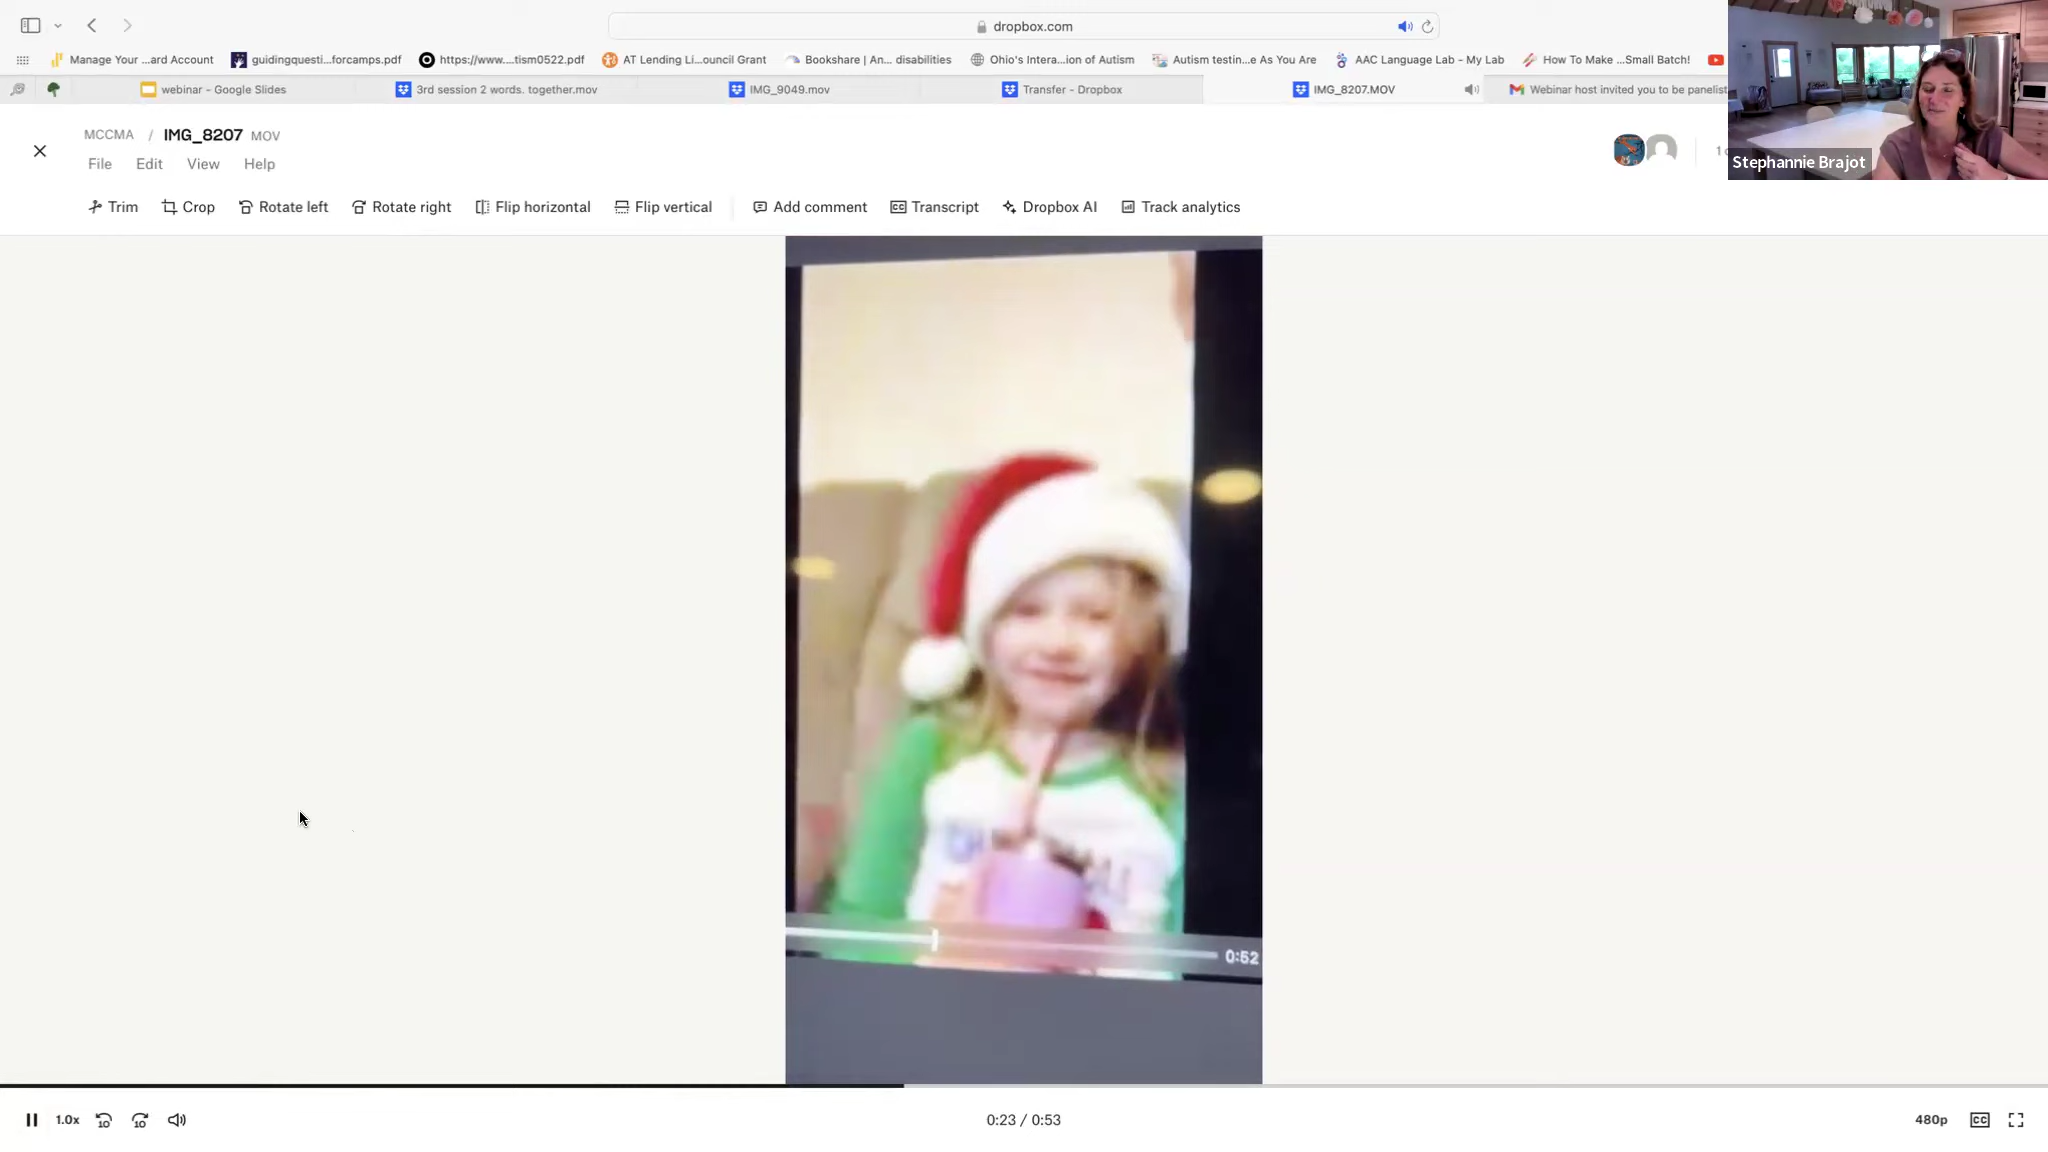 dropbox.com
Manage Your ...ard Account
guidingquesti...forcamps.pdf
https://www....tism0522.pdf
AT Lending Li...ouncil Grant
Bookshare | An... disabilities
Ohio's Intera...ion of Autism
Autism testin...e As You Are
AAC Language Lab - My Lab
How To Make ...Small Batch!
webinar - Google Slides
3rd session 2 words. together.mov
IMG_9049.mov
Transfer - Dropbox
IMG_8207.MOV
Webinar host invited you to be panelist
MCCMA / IMG_8207 MOV
File Edit View Help
Stephannie Brajot
Trim Crop Rotate left Rotate right Flip horizontal Flip vertical Add comment CC Transcript Dropbox AI Track analytics
0:52
1.0x 10 10 0:23 / 0:53 480p CC